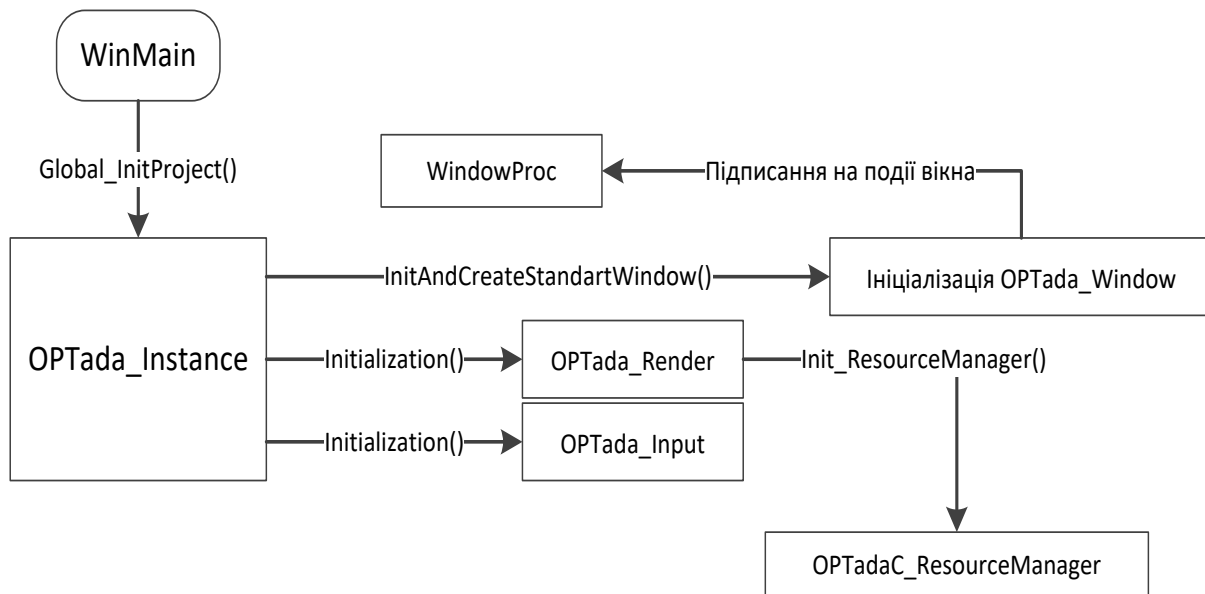 WinMain
Global_InitProject()
WindowProc
Підписання на події вікна
OPTada_Instance
InitAndCreateStandartWindow()
Ініціалізація OPTada_Window
Initialization()
OPTada_Render
Init_ResourceManager()
Initialization()
OPTada_Input
OPTadaC_ResourceManager